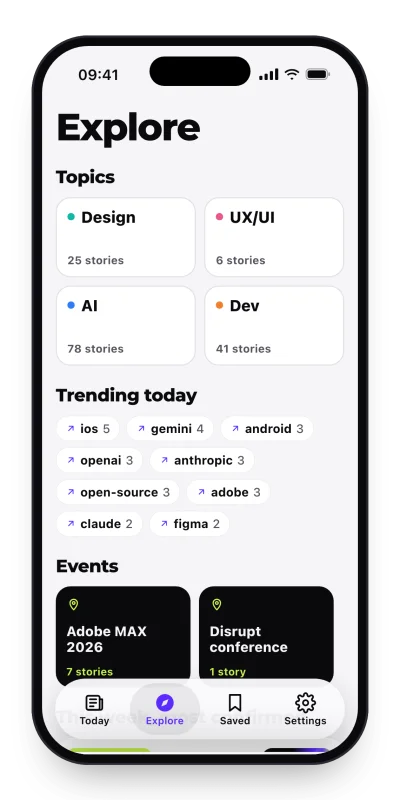 09:41
Explore
Topics
Design
UX/UI
25 stories
6 stories
AI
Dev
78 stories
41 stories
Trending today
ios 5
gemini 4
android 3
openai 3
anthropic 3
open-source 3
adobe 3
claude 2
figma 2
Events
Adobe MAX
2026
Disrupt
conference
7 stories
1 story
Today
Explore
Saved
Settings